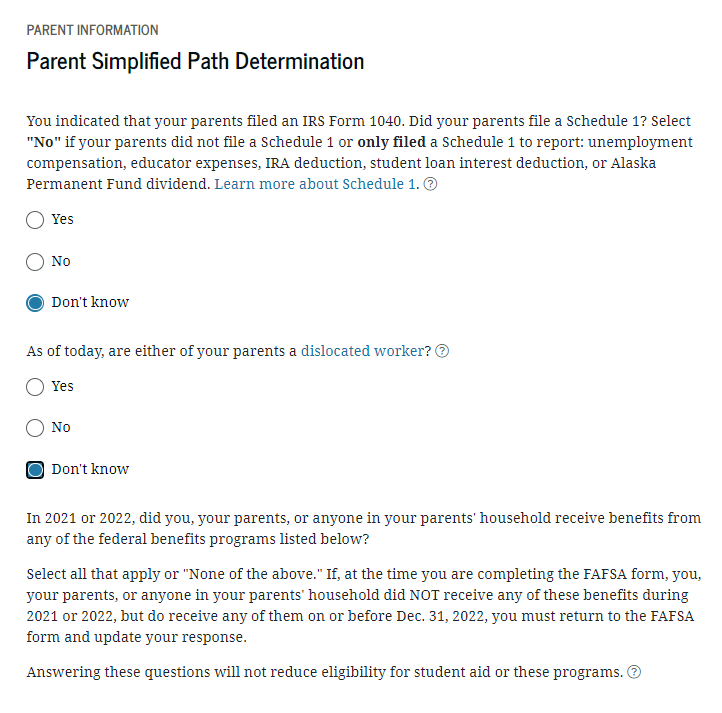 PARENT INFORMATION
Parent Simplified Path Determination
You indicated that your parents filed an IRS Form 1040. Did your parents file a Schedule 1? Select
"No" if your parents did not file a Schedule 1 or only filed a Schedule 1 to report: unemployment
compensation, educator expenses, IRA deduction, student loan interest deduction, or Alaska
Permanent Fund dividend. Learn more about Schedule 1. ?
Yes
No
Don't know
As of today, are either of your parents a dislocated worker? ?
Yes
No
Don't know
In 2021 or 2022, did you, your parents, or anyone in your parents' household receive benefits from
any of the federal benefits programs listed below?
Select all that apply or "None of the above." If, at the time you are completing the FAFSA form, you,
your parents, or anyone in your parents' household did NOT receive any of these benefits during
2021 or 2022, but do receive any of them on or before Dec. 31, 2022, you must return to the FAFSA
form and update your response.
Answering these questions will not reduce eligibility for student aid or these programs. ?